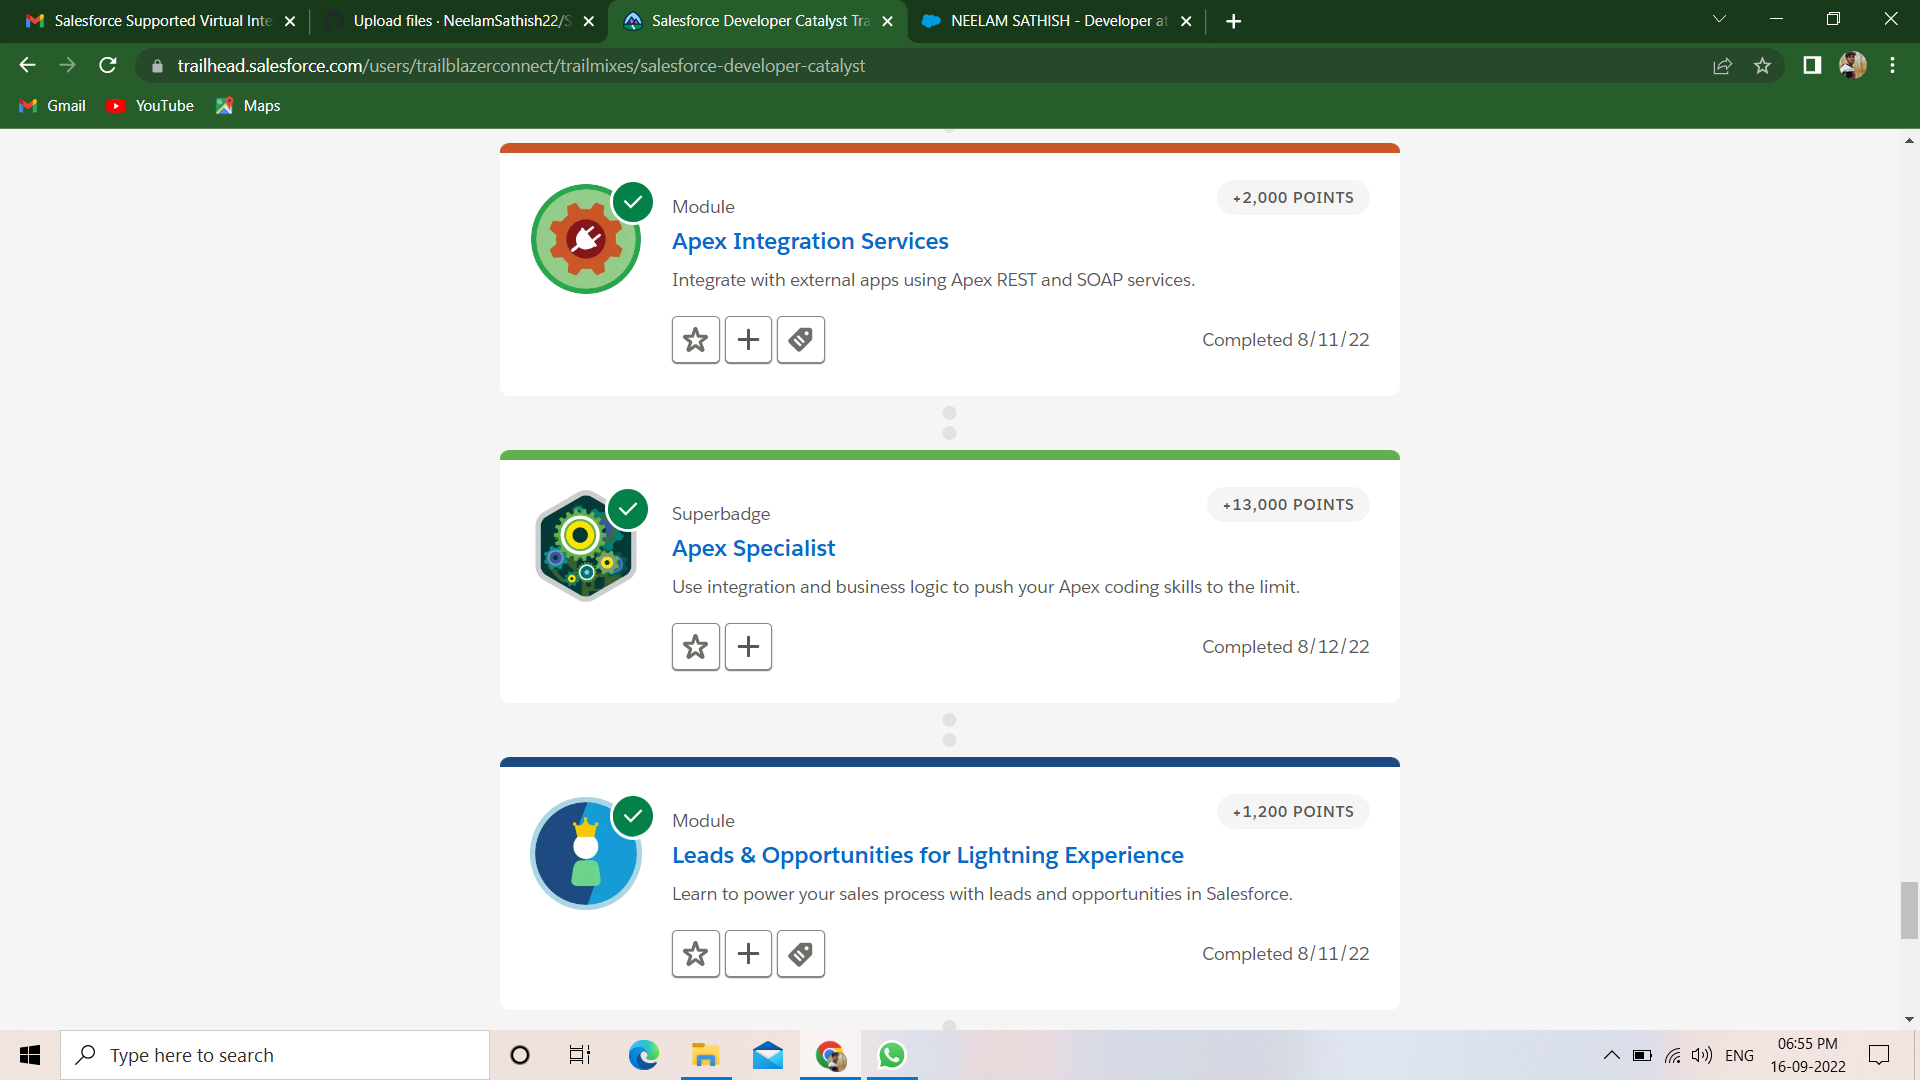 Salesforce Supported Virtual Inte
Upload files · NeelamSathish22/S
Salesforce Developer Catalyst Tra
NEELAM SATHISH - Developer at
trailhead.salesforce.com/users/trailblazerconnect/trailmixes/salesforce-developer-catalyst
Gmail
YouTube
Maps
Module
+2,000 POINTS
Apex Integration Services
Integrate with external apps using Apex REST and SOAP services.
Completed 8/11/22
Superbadge
+13,000 POINTS
Apex Specialist
Use integration and business logic to push your Apex coding skills to the limit.
Completed 8/12/22
Module
+1,200 POINTS
Leads & Opportunities for Lightning Experience
Learn to power your sales process with leads and opportunities in Salesforce.
Completed 8/11/22
Type here to search
ENG
06:55 PM
16-09-2022